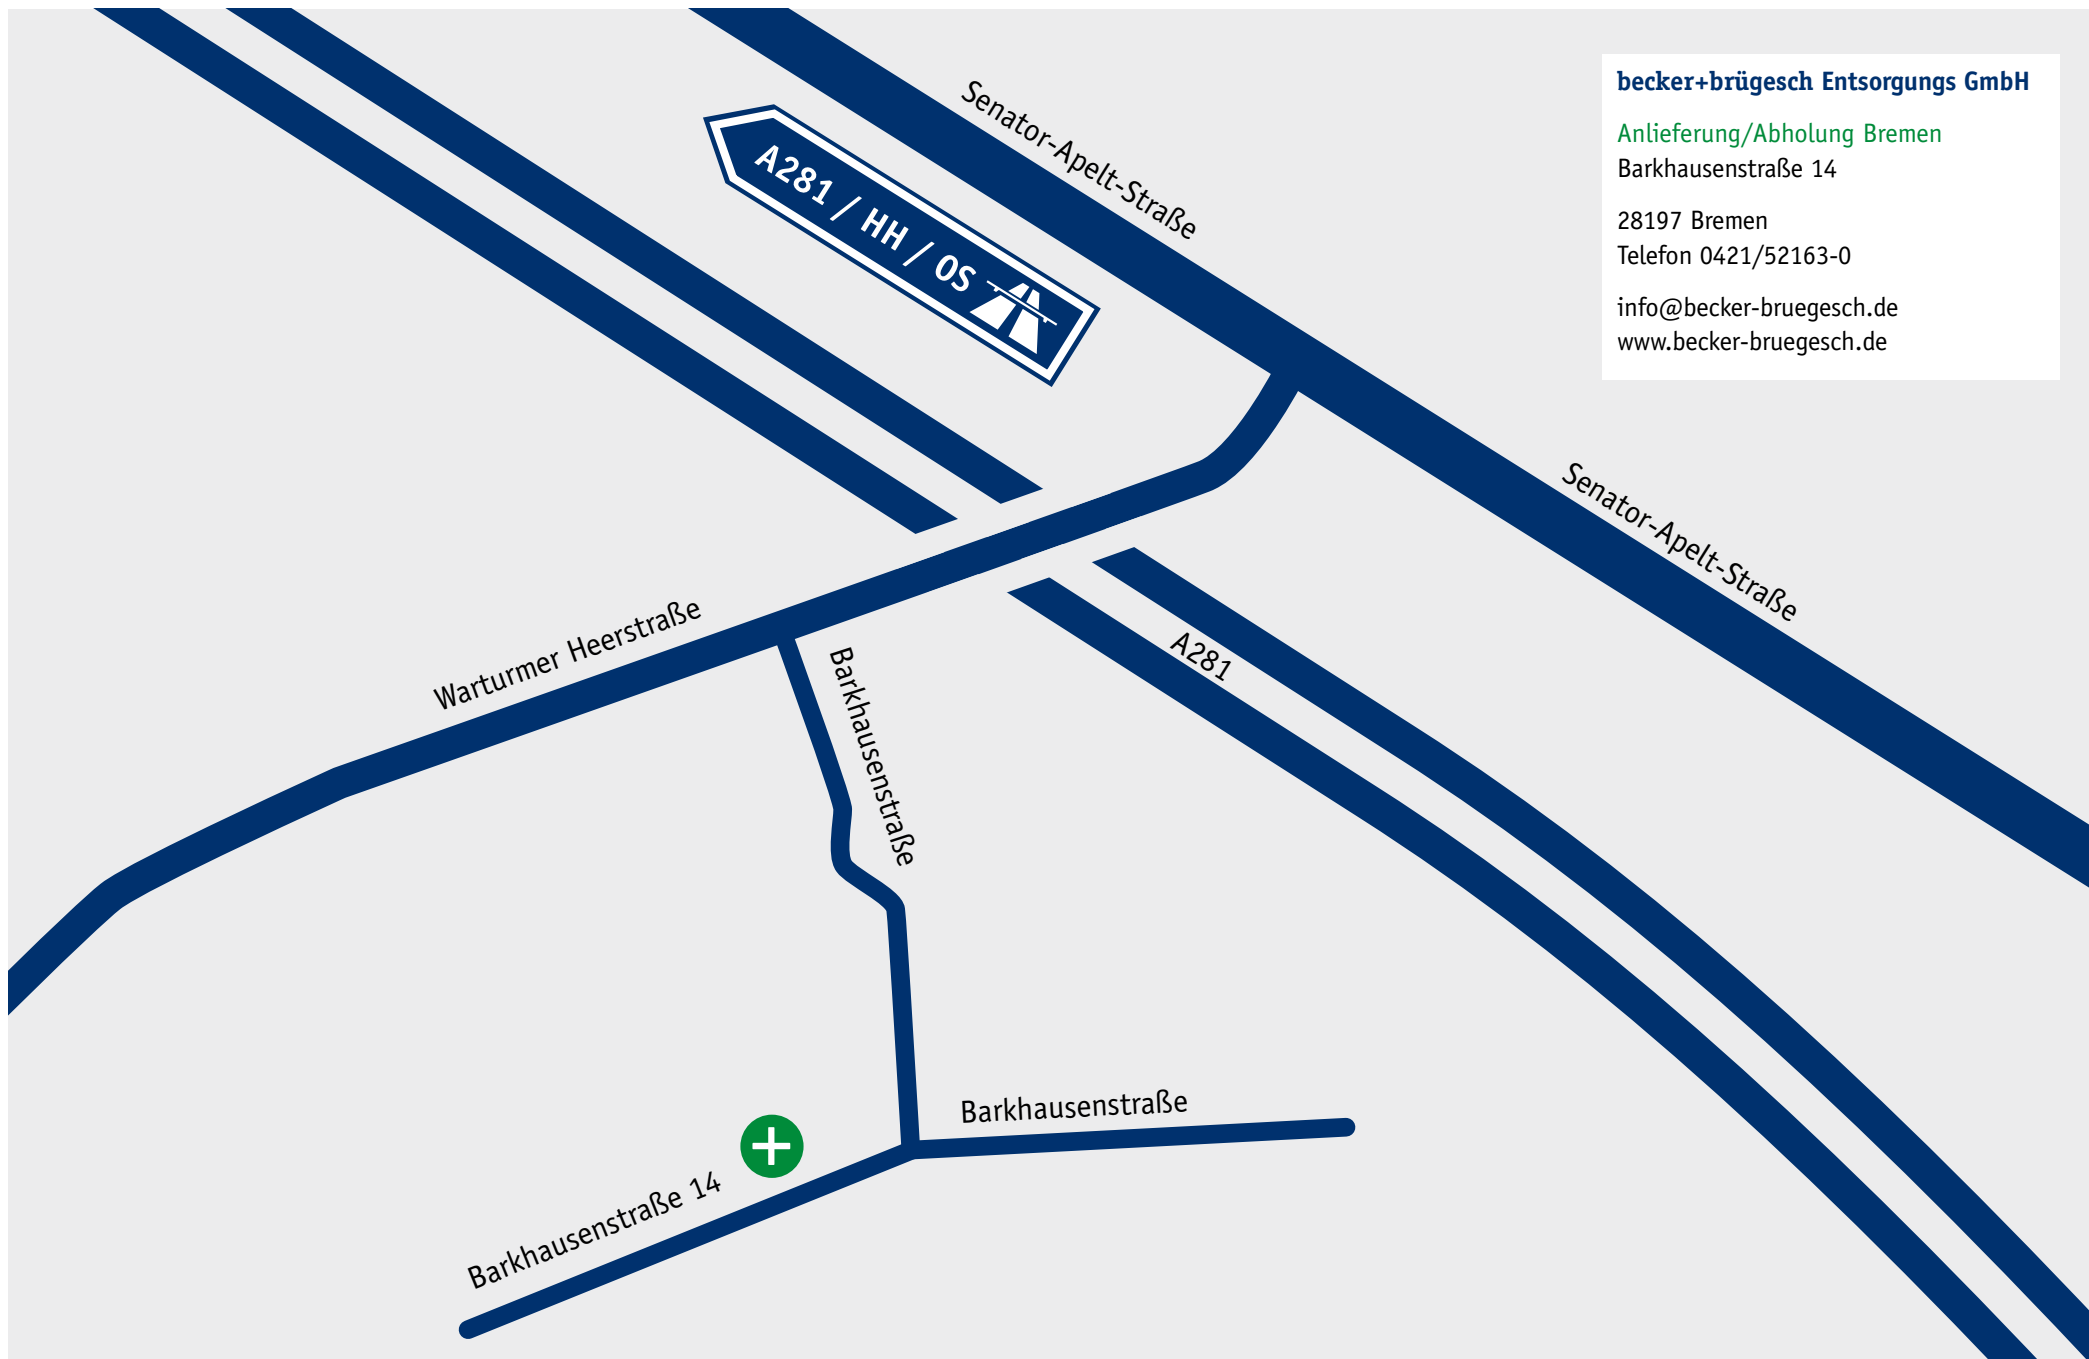 becker+brügesch Entsorgungs GmbH
Anlieferung/Abholung Bremen
Barkhausenstraße 14
28197 Bremen
Telefon 0421/52163-0
info@becker-bruegesch.de
www.becker-bruegesch.de
Senator-Apelt-Straße
A281 / HH / OS
Senator-Apelt-Straße
Warturmer Heerstraße
A281
Barkhausenstraße
Barkhausenstraße
Barkhausenstraße 14